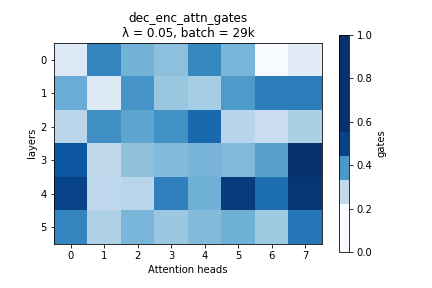 dec_enc_attn_gates
λ = 0.05, batch = 29k
0
1
2
3
4
5
layers
0 1 2 3 4 5 6 7
Attention heads
1.0
0.8
0.6
0.4
0.2
0.0
gates